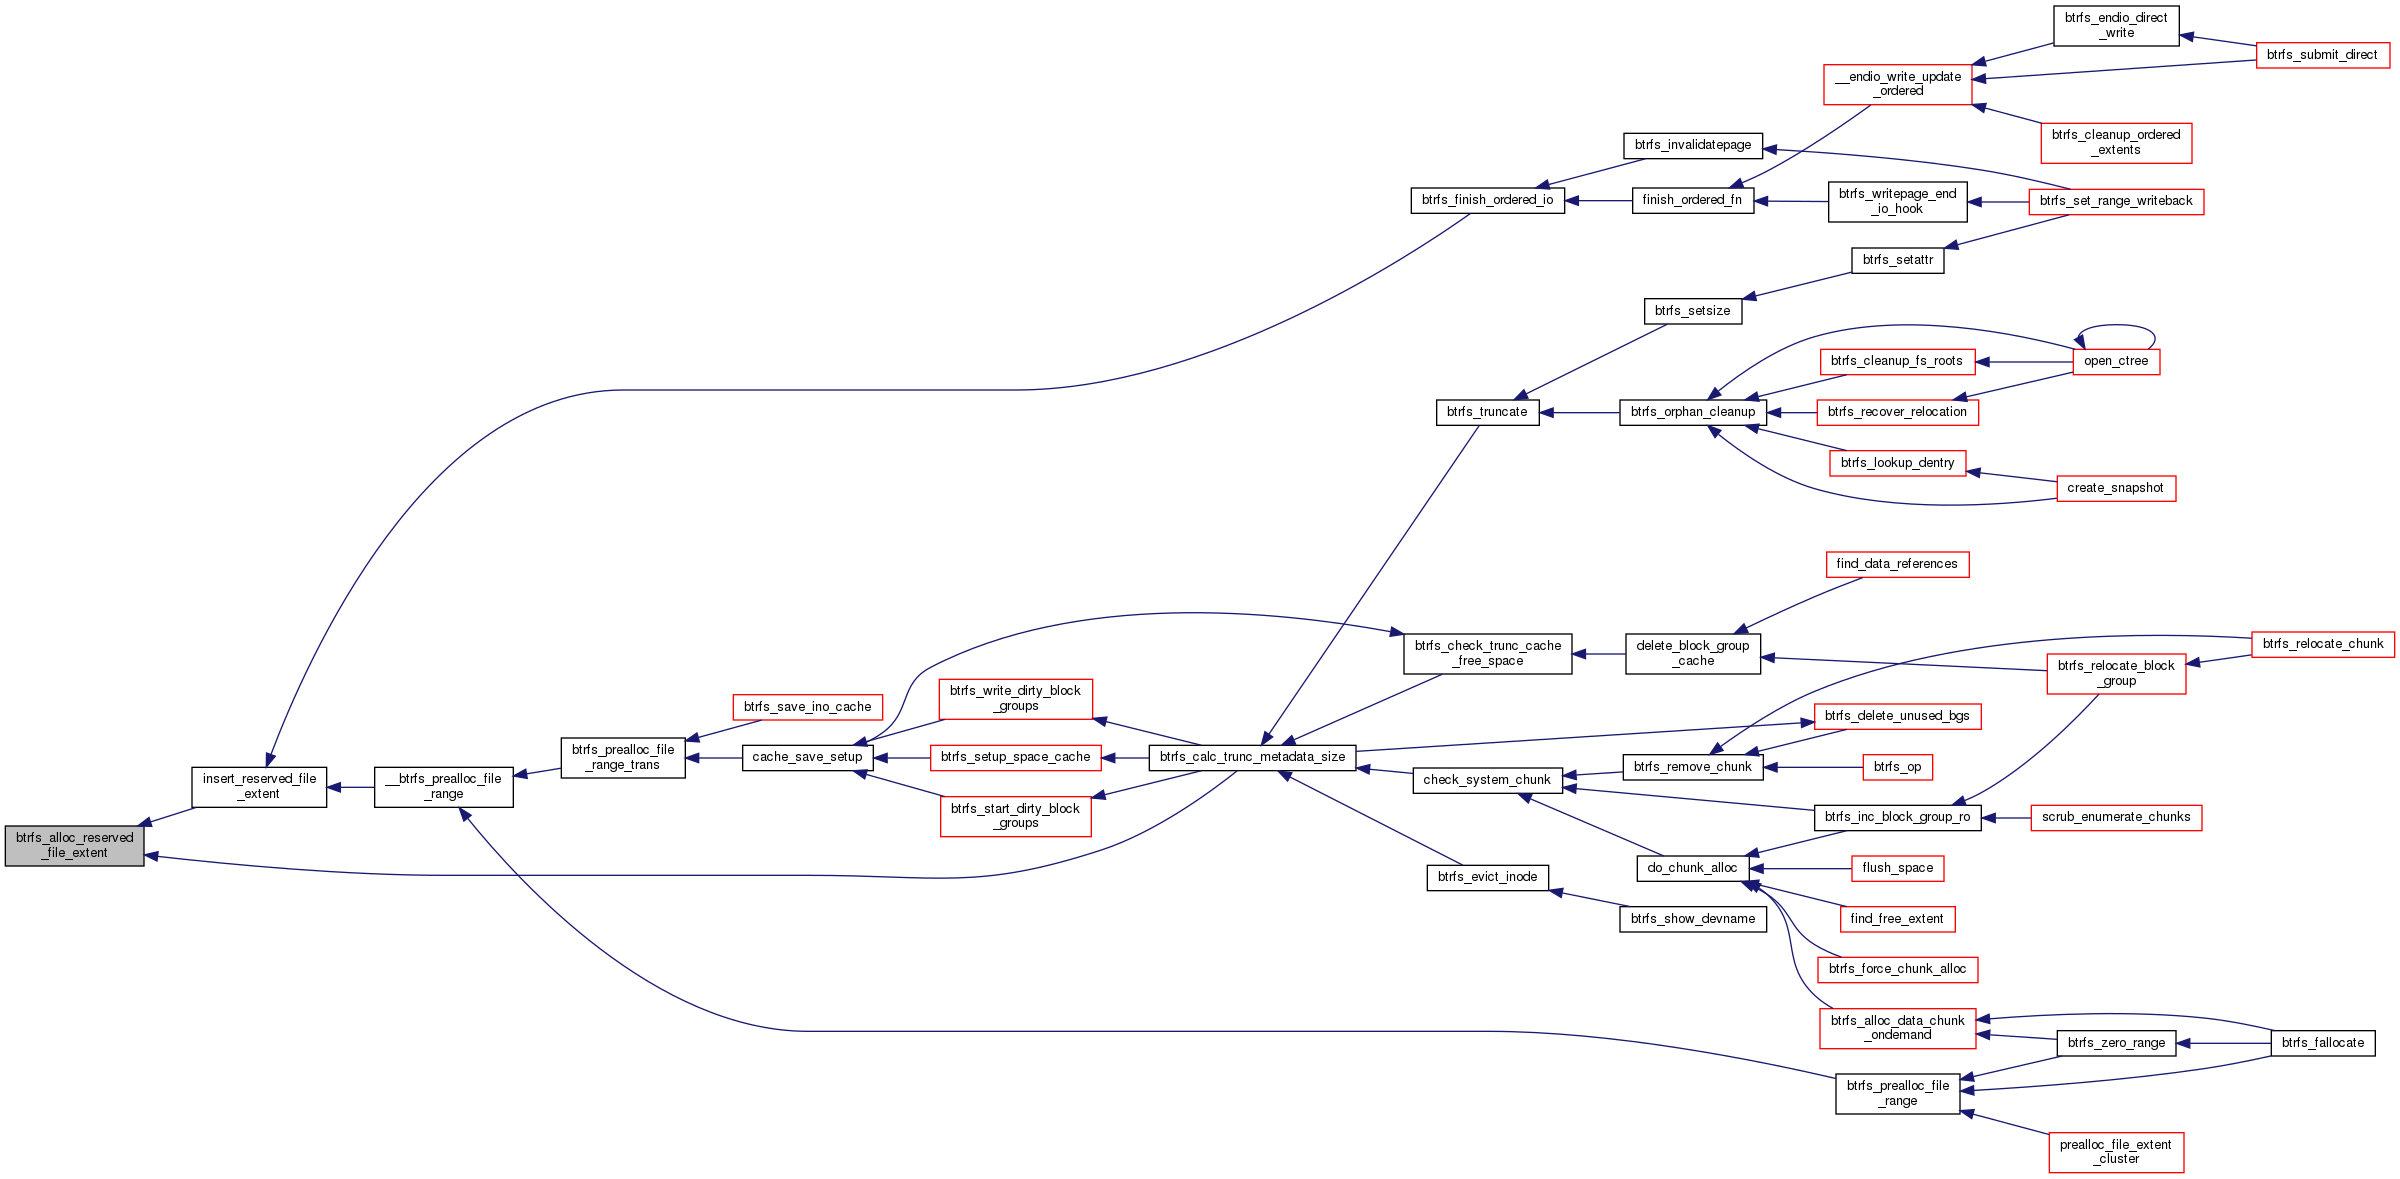 btrfs_endio_direct
_write
btrfs_submit_direct
__endio_write_update
_ordered
btrfs_cleanup_ordered
_extents
btrfs_invalidatepage
btrfs_finish_ordered_io
finish_ordered_fn
btrfs_writepage_end
_io_hook
btrfs_set_range_writeback
btrfs_setattr
btrfs_setsize
btrfs_cleanup_fs_roots
open_ctree
btrfs_truncate
btrfs_orphan_cleanup
btrfs_recover_relocation
btrfs_lookup_dentry
create_snapshot
find_data_references
btrfs_check_trunc_cache
_free_space
delete_block_group
_cache
btrfs_relocate_chunk
btrfs_relocate_block
_group
btrfs_write_dirty_block
_groups
btrfs_save_ino_cache
btrfs_delete_unused_bgs
btrfs_prealloc_file
_range_trans
cache_save_setup
btrfs_setup_space_cache
btrfs_calc_trunc_metadata_size
btrfs_remove_chunk
btrfs_op
insert_reserved_file
_extent
__btrfs_prealloc_file
_range
check_system_chunk
btrfs_start_dirty_block
_groups
btrfs_inc_block_group_ro
scrub_enumerate_chunks
btrfs_alloc_reserved
_file_extent
btrfs_evict_inode
do_chunk_alloc
flush_space
btrfs_show_devname
find_free_extent
btrfs_force_chunk_alloc
btrfs_alloc_data_chunk
_ondemand
btrfs_zero_range
btrfs_fallocate
btrfs_prealloc_file
_range
prealloc_file_extent
_cluster